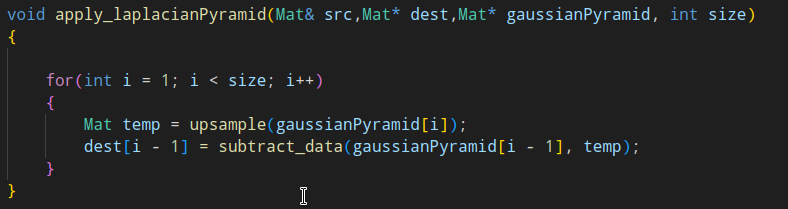 void apply_laplacianPyramid(Mat& src,Mat* dest,Mat* gaussianPyramid, int size)
{
for(int i = 1; i < size; i++)
{
Mat temp = upsample(gaussianPyramid[i]);
dest[i - 1] = subtract_data(gaussianPyramid[i - 1], temp);
}
}